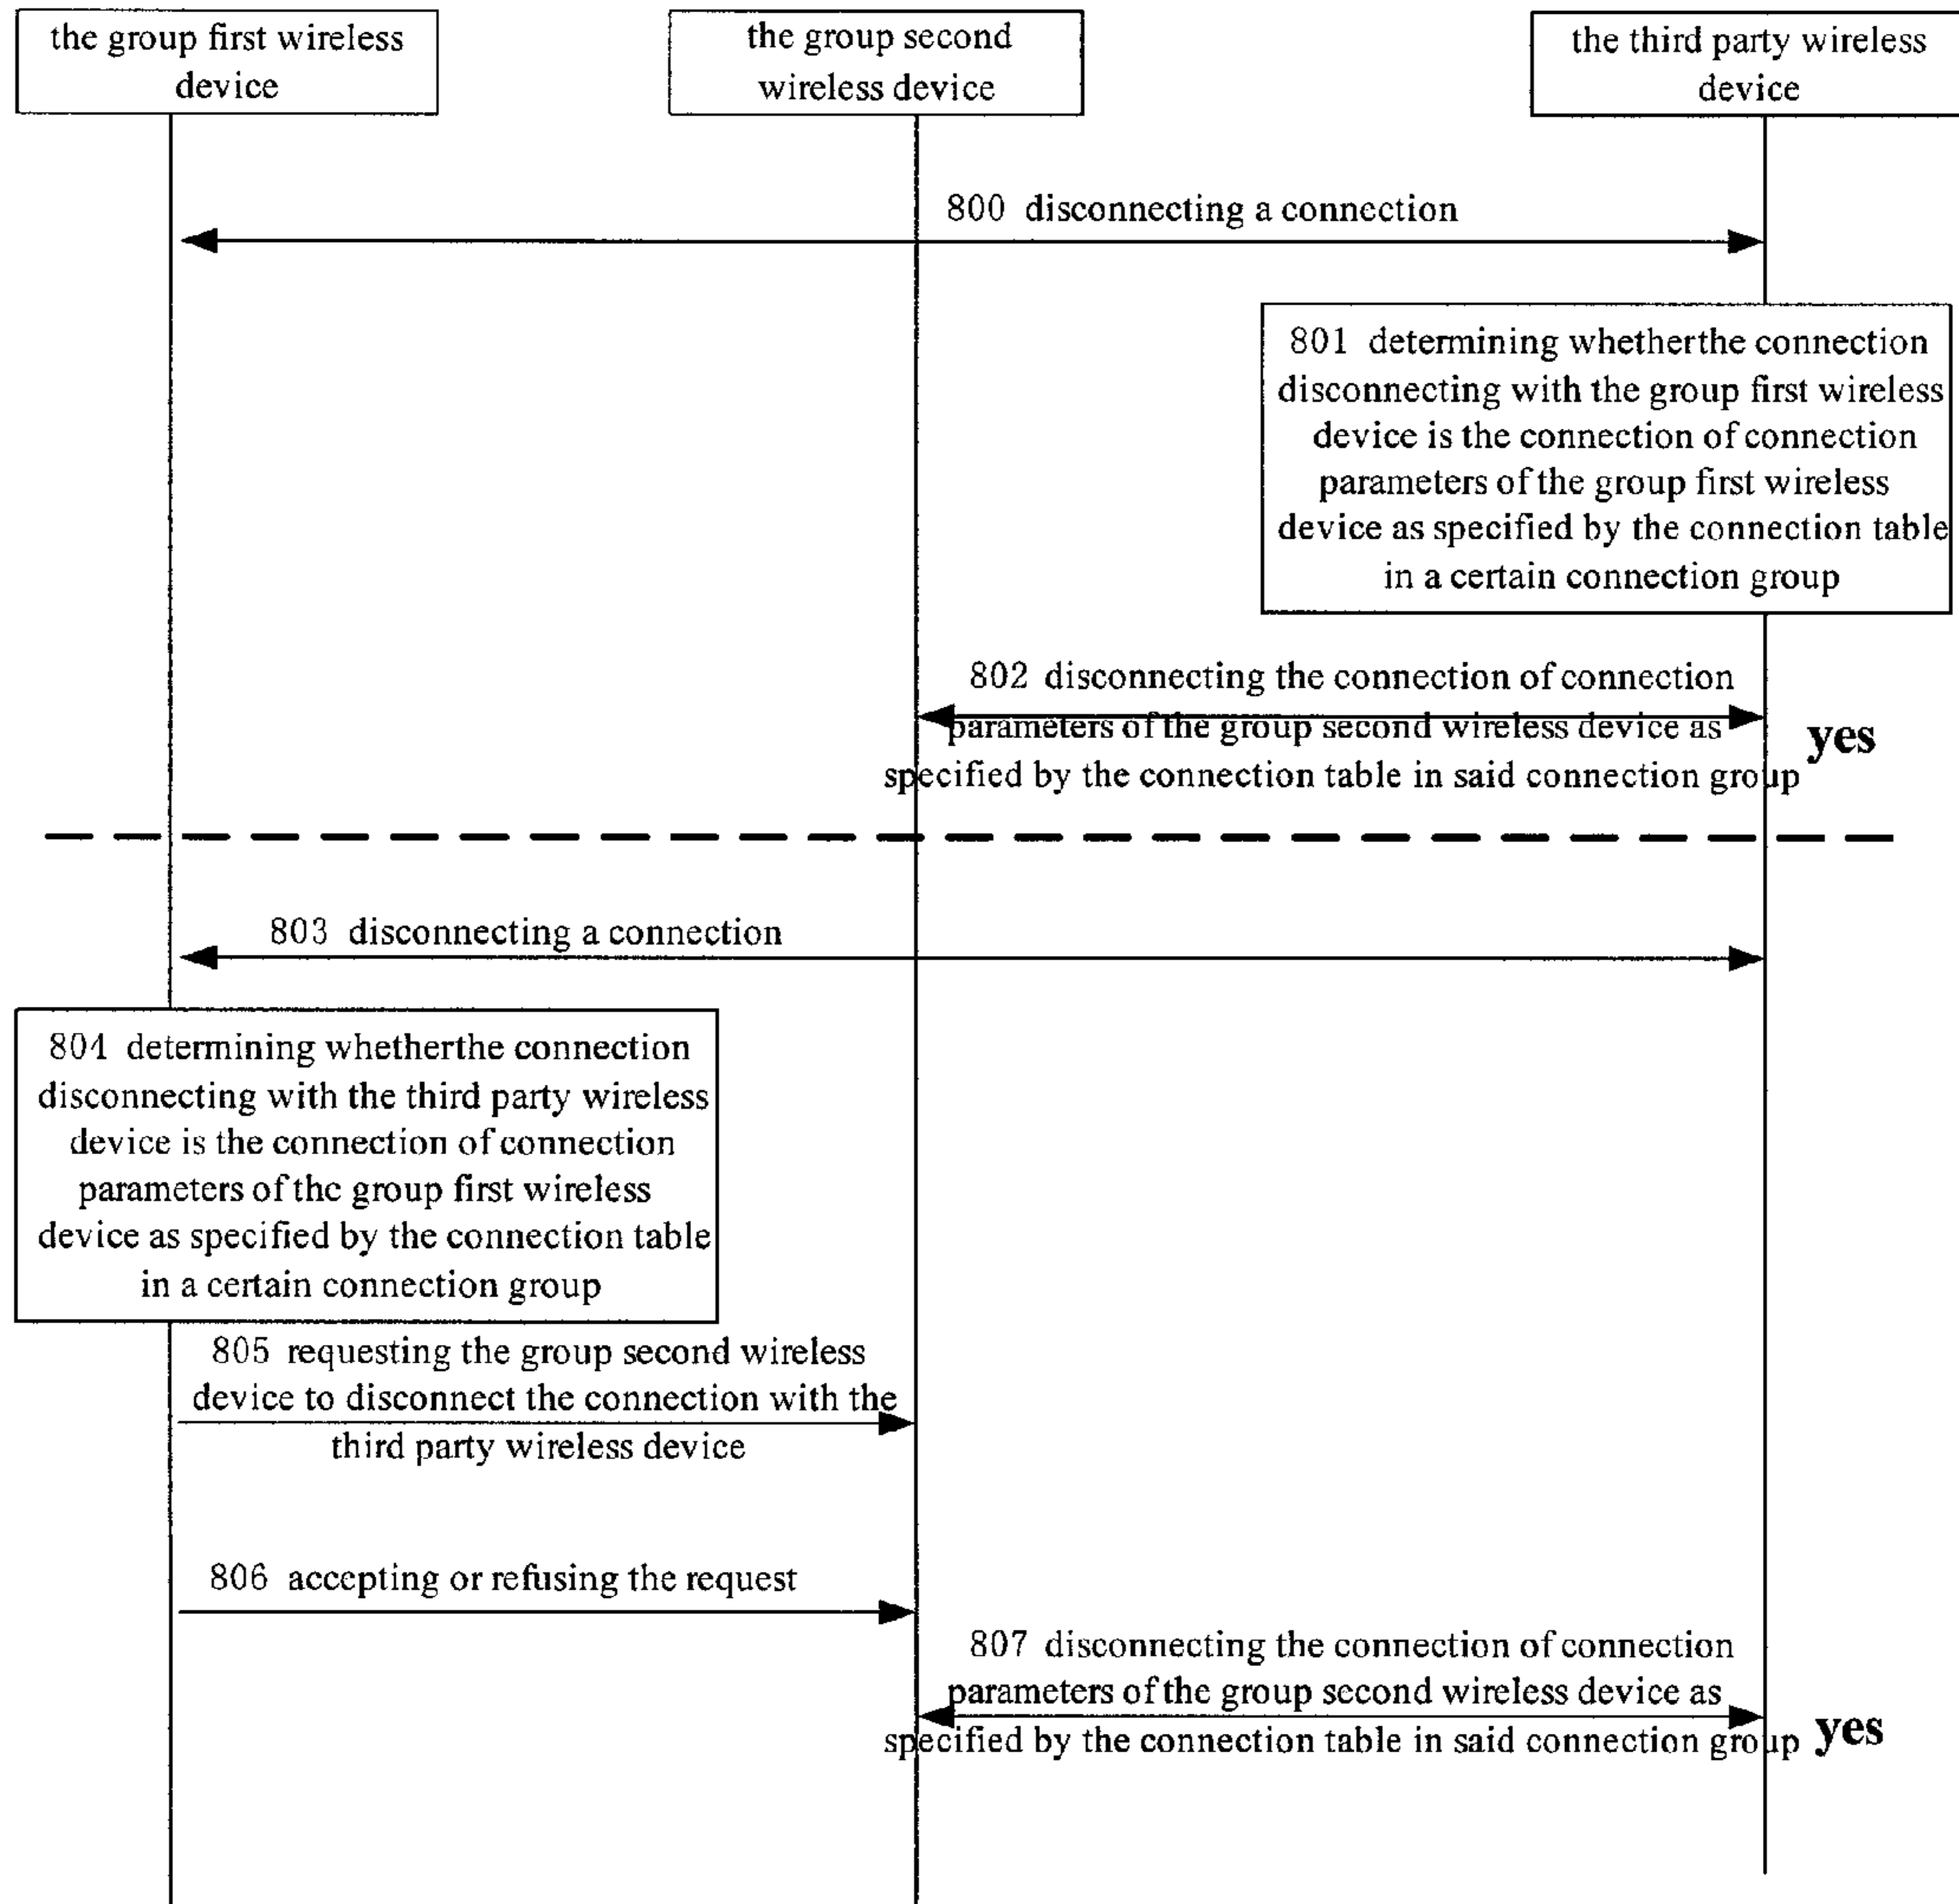 the group first wireless
device
the group second
wireless device
the third party wireless
device
800 disconnecting a connection
801 determining whetherthe connection
disconnecting with the group first wireless
device is the connection of connection
parameters of the group first wireless
device as specified by the connection table
in a certain connection group
802 disconnecting the connection of connection
parameters of the group second wireless device as
specified by the connection table in said connection group
yes
803 disconnecting a connection
804 determining whetherthe connection
disconnecting with the third party wireless
device is the connection of connection
parameters of the group first wireless
device as specified by the connection table
in a certain connection group
805 requesting the group second wireless
device to disconnect the connection with the
third party wireless device
806 accepting or refusing the request
807 disconnecting the connection of connection
parameters of the group second wireless device as
specified by the connection table in said connection group
yes